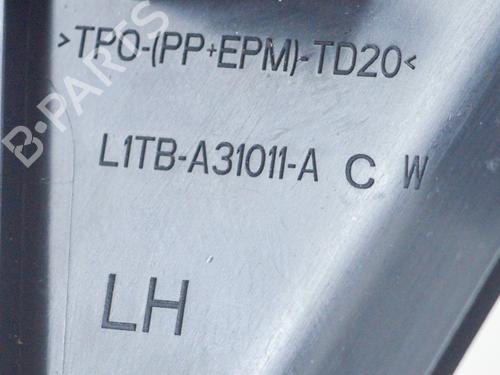 >TPO-(PP+EPM)-TD20<
L1TB-A31011-A C W
LH
B-PARTS